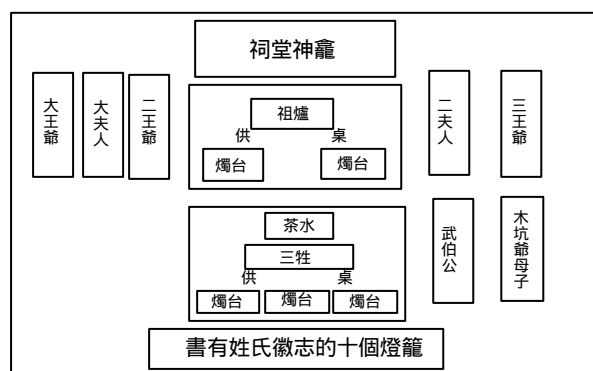 祠堂神龕
大王爺
大夫人
二王爺
祖爐
供桌
燭台
燭台
二夫人
三王爺
茶水
三牲
供桌
燭台
燭台
燭台
武伯公
木坑爺母子
書有姓氏徽志的十個燈籠